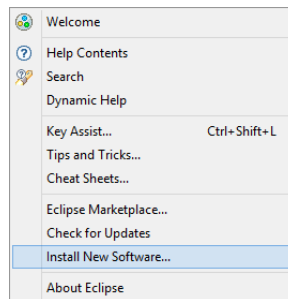 Welcome
Help Contents
Search
Dynamic Help
Key Assist... Ctrl+Shift+L
Tips and Tricks...
Cheat Sheets...
Eclipse Marketplace...
Check for Updates
Install New Software...
About Eclipse